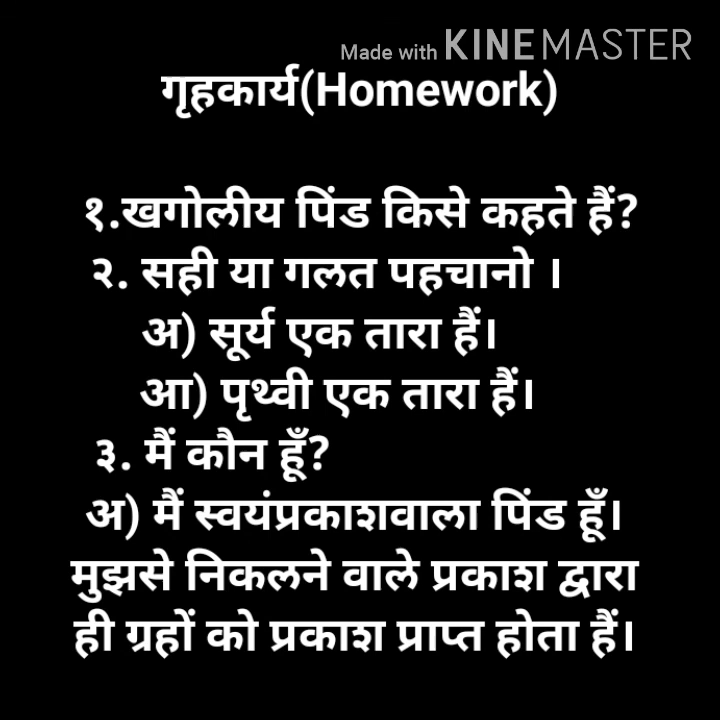 Made with KINEMASTER
गृहकार्य(Homework)
१.खगोलीय पिंड किसे कहते हैं?
२. सही या गलत पहचानो ।
अ) सूर्य एक तारा हैं।
आ) पृथ्वी एक तारा हैं।
३. मैं कौन हूँ?
अ) मैं स्वयंप्रकाशवाला पिंड हूँ।
मुझसे निकलने वाले प्रकाश द्वारा
ही ग्रहों को प्रकाश प्राप्त होता हैं।